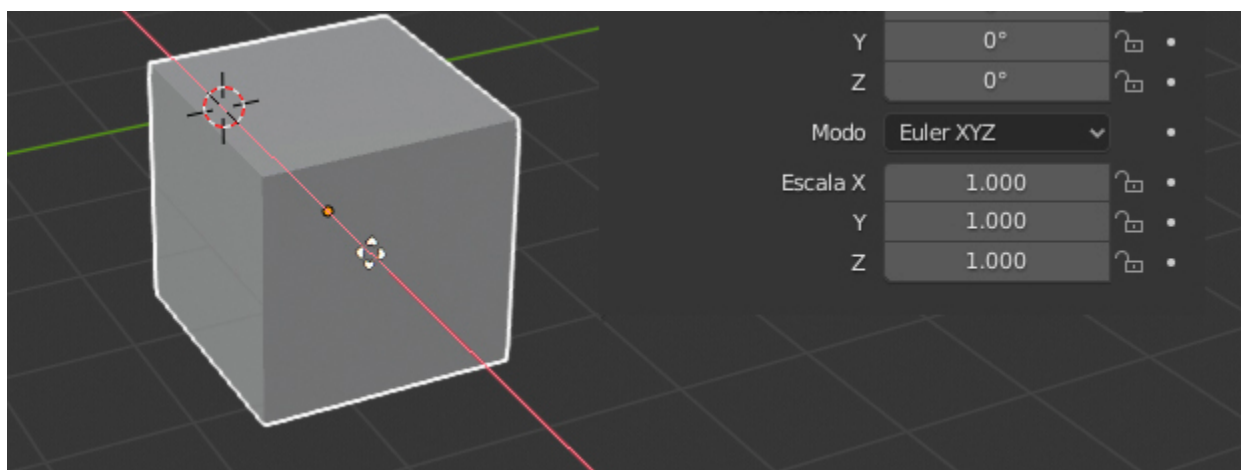 Y 0°
Z 0°
Modo Euler XYZ
Escala X 1.000
Y 1.000
Z 1.000